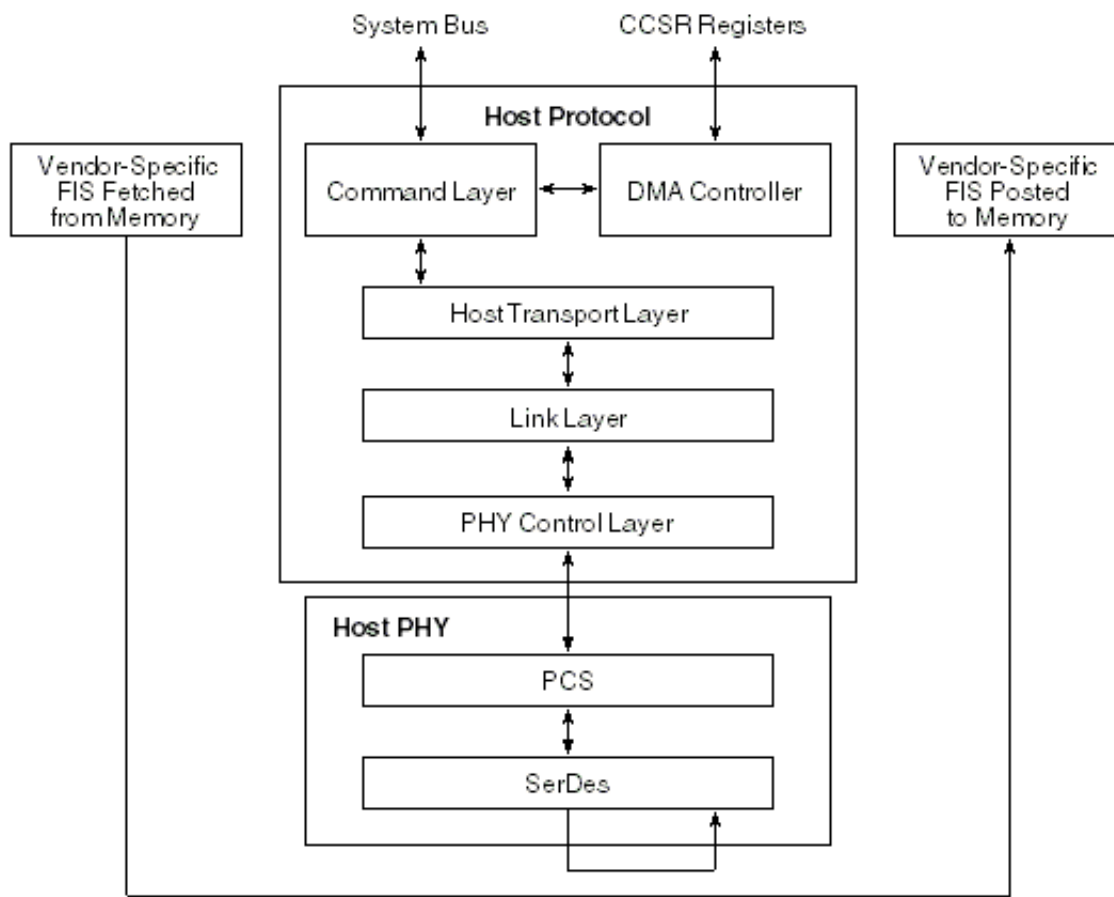 System Bus
CCSR Registers
Host Protocol
Vendor-Specific
FIS Fetched
from Memory
Command Layer
DMA Controller
Vendor-Specific
FIS Posted
to Memory
Host Transport Layer
Link Layer
PHY Control Layer
Host PHY
PCS
SerDes